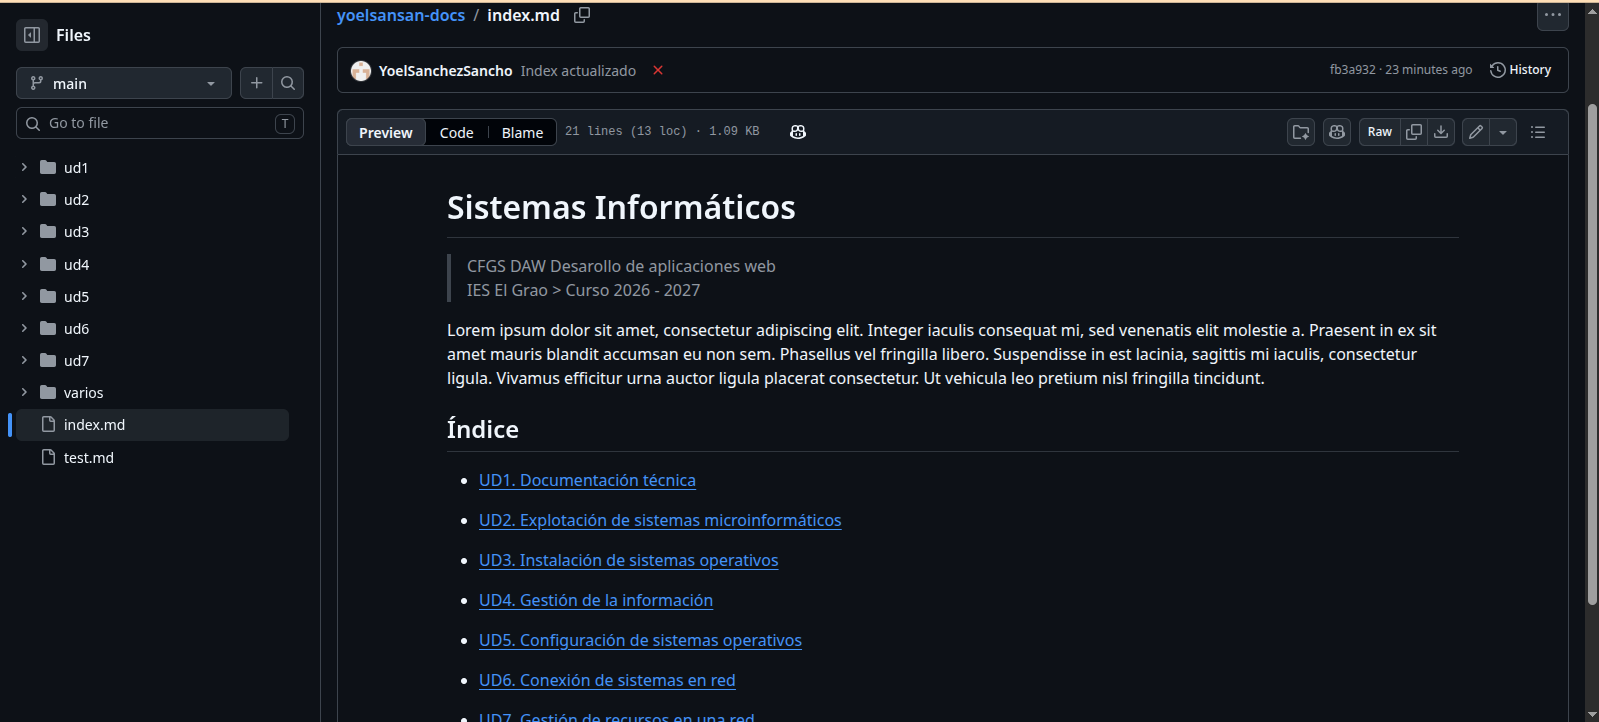 yoelsansan-docs / index.md
Files
YoelSanchezSancho Index actualizado
fb3a932 · 23 minutes ago
History
main
Go to file
T
Preview
Code
Blame
21 lines (13 loc) · 1.09 KB
Raw
ud1
ud2
ud3
ud4
ud5
ud6
ud7
varios
index.md
test.md
Sistemas Informáticos
CFGS DAW Desarollo de aplicaciones web
IES El Grao > Curso 2026 - 2027
Lorem ipsum dolor sit amet, consectetur adipiscing elit. Integer iaculis consequat mi, sed venenatis elit molestie a. Praesent in ex sit
amet mauris blandit accumsan eu non sem. Phasellus vel fringilla libero. Suspendisse in est lacinia, sagittis mi iaculis, consectetur
ligula. Vivamus efficitur urna auctor ligula placerat consectetur. Ut vehicula leo pretium nisl fringilla tincidunt.
Índice
UD1. Documentación técnica
UD2. Explotación de sistemas microinformáticos
UD3. Instalación de sistemas operativos
UD4. Gestión de la información
UD5. Configuración de sistemas operativos
UD6. Conexión de sistemas en red
UD7. Gestión de recursos en una red